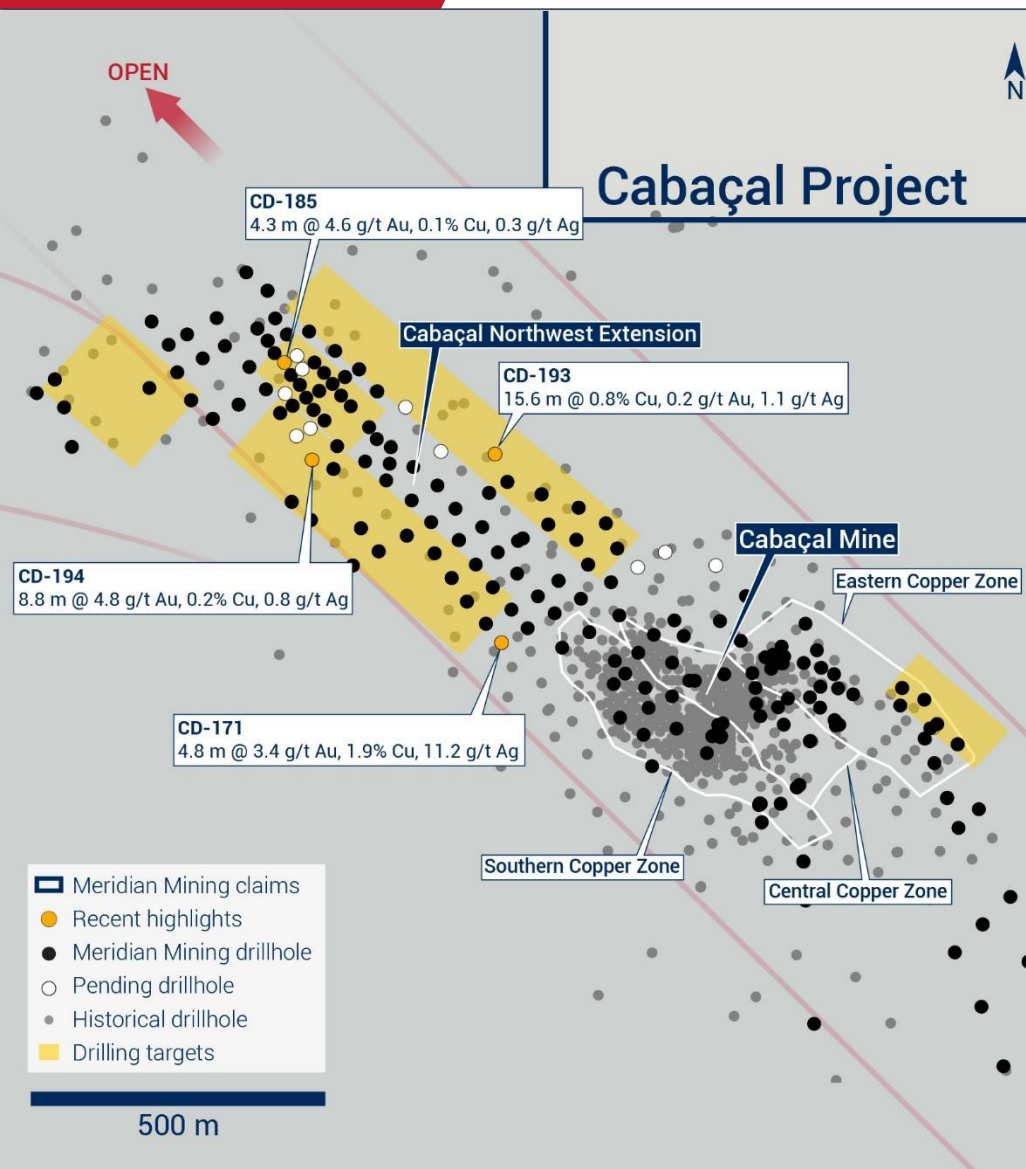 OPEN
N
Cabaçal Project
CD-185
4.3 m @ 4.6 g/t Au, 0.1% Cu, 0.3 g/t Ag
Cabaçal Northwest Extension
CD-193
15.6 m @ 0.8% Cu, 0.2 g/t Au, 1.1 g/t Ag
Cabaçal Mine
Eastern Copper Zone
CD-194
8.8 m @ 4.8 g/t Au, 0.2% Cu, 0.8 g/t Ag
CD-171
4.8 m @ 3.4 g/t Au, 1.9% Cu, 11.2 g/t Ag
Southern Copper Zone
Central Copper Zone
Meridian Mining claims
Recent highlights
Meridian Mining drillhole
Pending drillhole
Historical drillhole
Drilling targets
500 m